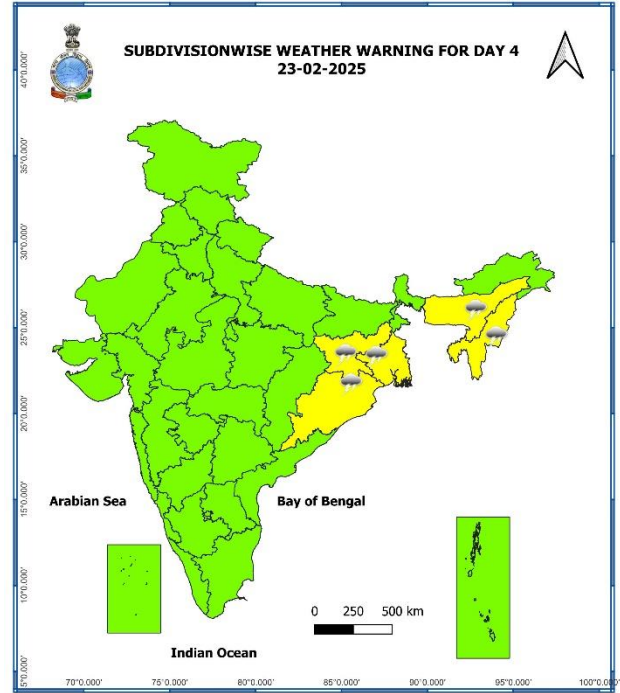 SUBDIVISIONWISE WEATHER WARNING FOR DAY 4
23-02-2025
40°0.000'
35°0.000'
30°0.000'
25°0.000'
20°0.000'
15°0.000'
10°0.000'
5°0.000'
Arabian Sea
Bay of Bengal
0 250 500 km
Indian Ocean
70°0.000' 75°0.000' 80°0.000' 85°0.000' 90°0.000' 95°0.000' 100°0.000'